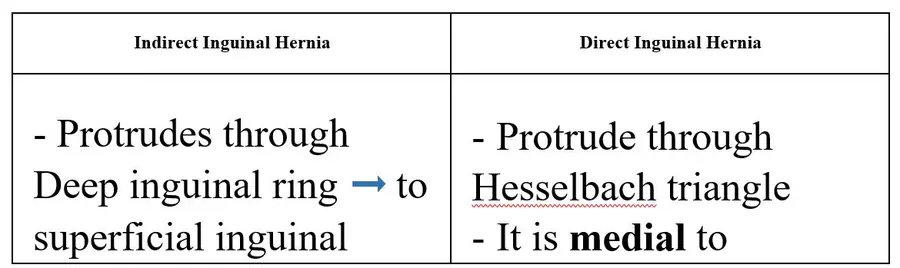 Indirect Inguinal Hernia
Direct Inguinal Hernia
- Protrudes through
Deep inguinal ring → to
superficial inguinal
- Protrude through
Hesselbach triangle
- It is medial to